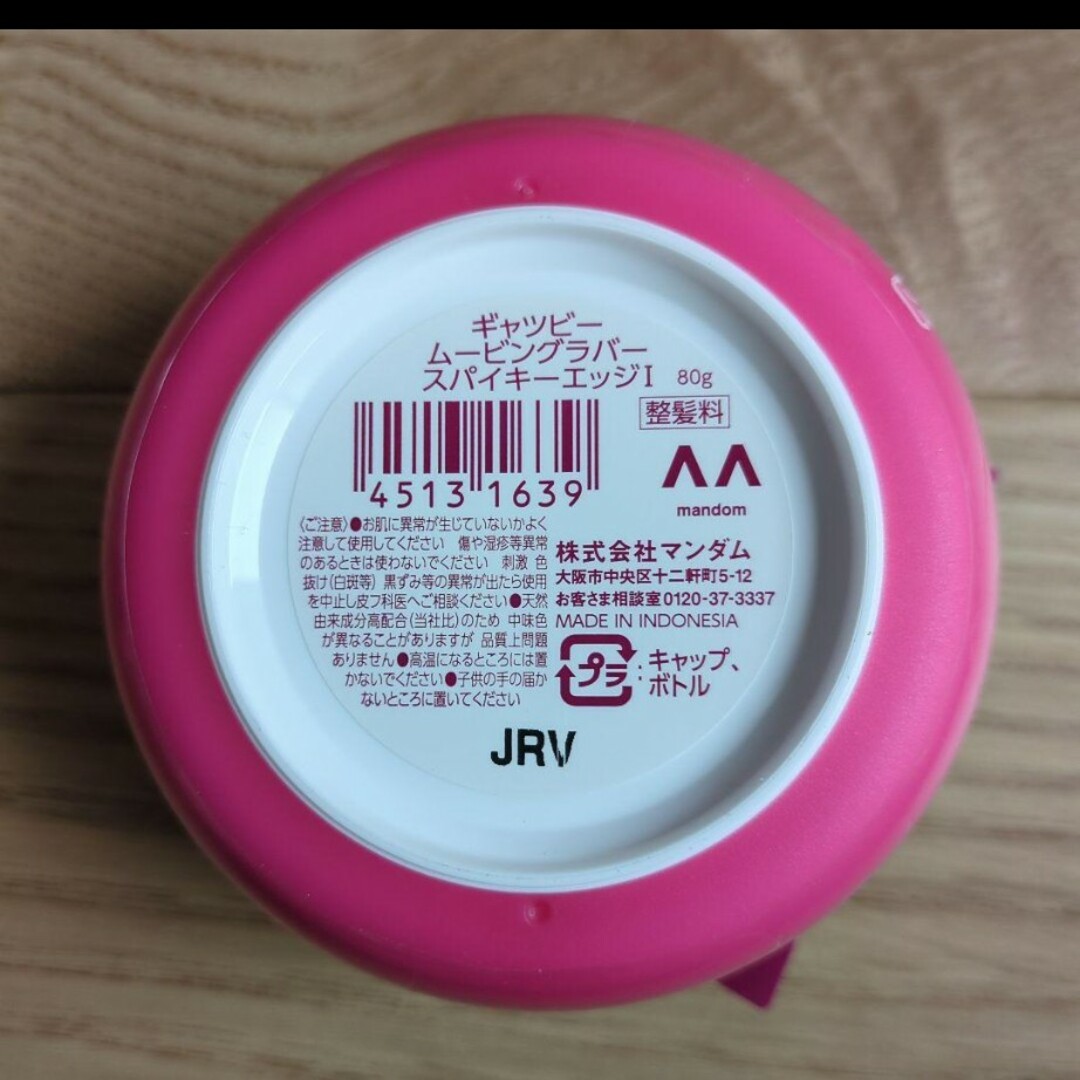 ギャツビー
ムービングラバー
スパイキーエッジI 80g
整髪料
4513 1639
mandom
〈ご注意〉●お肌に異常が生じていないかよく
注意して使用してください 傷や湿疹等異常
のあるときは使わないでください 刺激 色
抜け(白斑等) 黒ずみ等の異常が出たら使用
を中止し皮フ科医へご相談ください●天然
由来成分高配合(当社比)のため 中味色
が異なることがありますが 品質上問題
ありません●高温になるところには置
かないでください●子供の手の届か
ないところに置いてください
株式会社マンダム
大阪市中央区十二軒町5-12
お客さま相談室0120-37-3337
MADE IN INDONESIA
プラ:キャップ、
ボトル
JRV